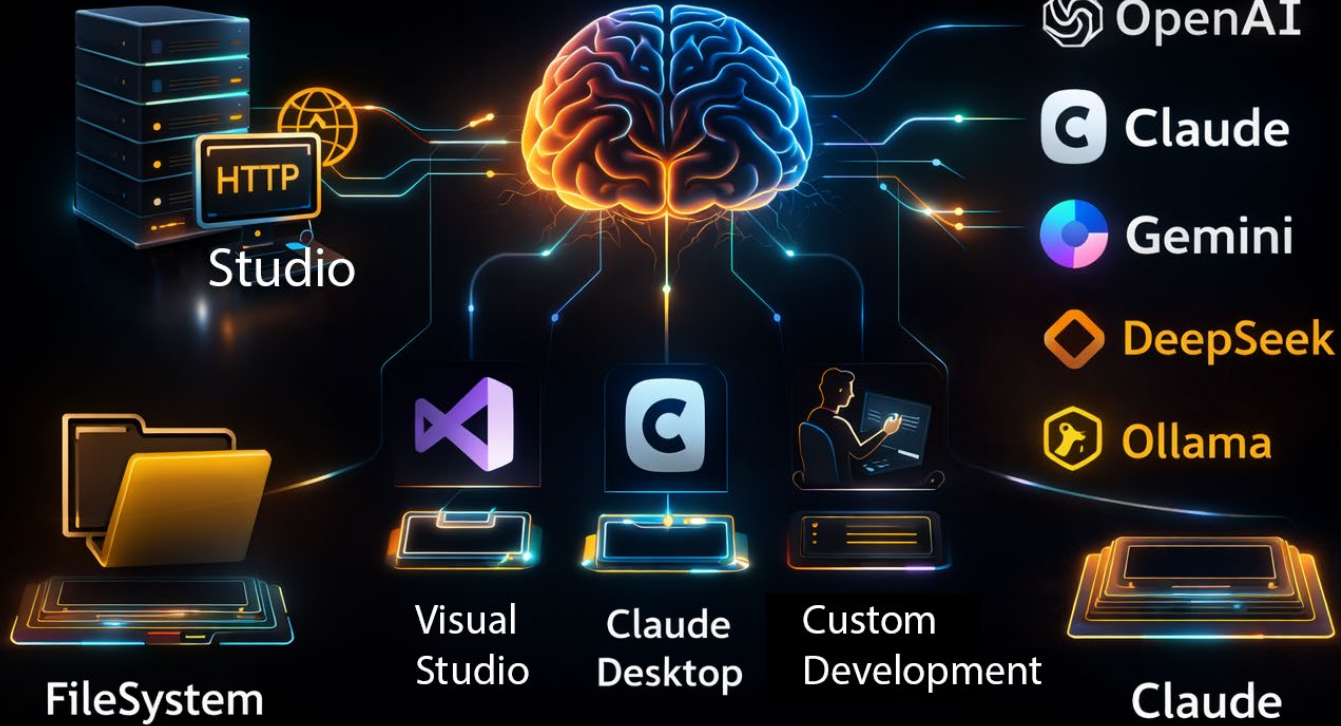 OpenAI
HTTP
C Claude
Studio
Gemini
DeepSeek
C
Ollama
Visual
Studio
Claude
Desktop
Custom
Development
FileSystem
Claude